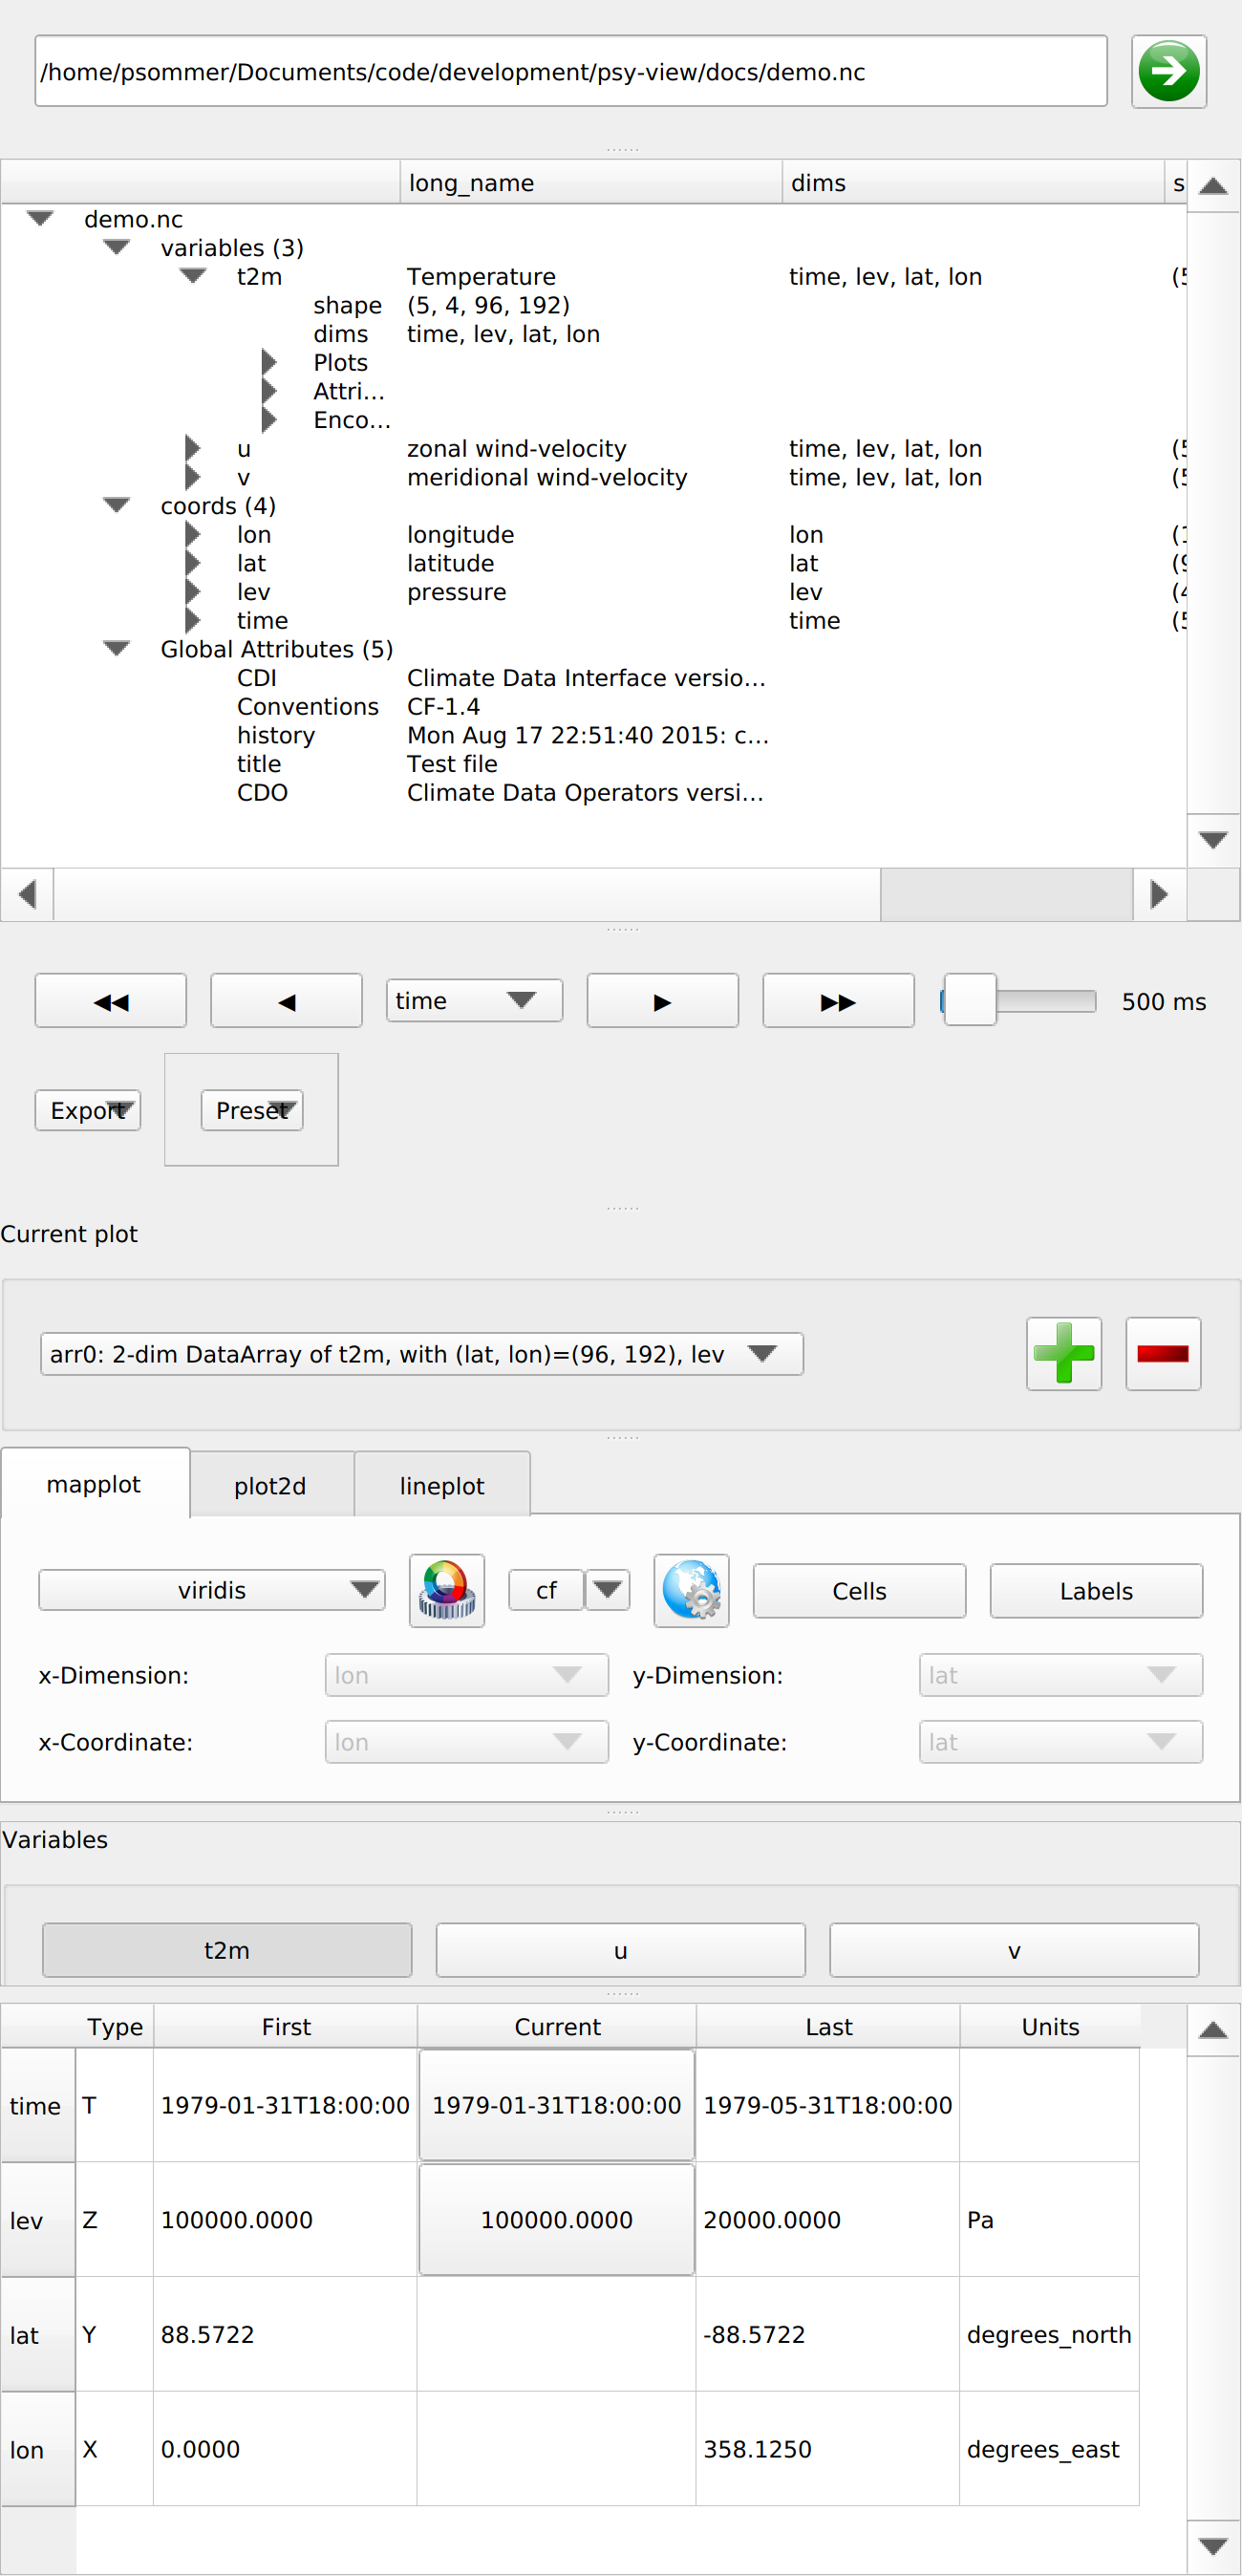 /home/psommer/Documents/code/development/psy-view/docs/demo.nc
long_name dims s
demo.nc
variables (3)
t2m Temperature time, lev, lat, lon (5
shape (5, 4, 96, 192)
dims time, lev, lat, lon
Plots
Attri...
Enco...
u zonal wind-velocity time, lev, lat, lon (5
v meridional wind-velocity time, lev, lat, lon (5
coords (4)
lon longitude lon (1
lat latitude lat (9
lev pressure lev (4
time time (5
Global Attributes (5)
CDI Climate Data Interface versio...
Conventions CF-1.4
history Mon Aug 17 22:51:40 2015: c...
title Test file
CDO Climate Data Operators versi...
time 500 ms
Export Preset
Current plot
arr0: 2-dim DataArray of t2m, with (lat, lon)=(96, 192), lev
mapplot plot2d lineplot
viridis cf Cells Labels
x-Dimension: lon y-Dimension: lat
x-Coordinate: lon y-Coordinate: lat
Variables
t2m u v
Type First Current Last Units
time T 1979-01-31T18:00:00 1979-01-31T18:00:00 1979-05-31T18:00:00
lev Z 100000.0000 100000.0000 20000.0000 Pa
lat Y 88.5722 -88.5722 degrees_north
lon X 0.0000 358.1250 degrees_east